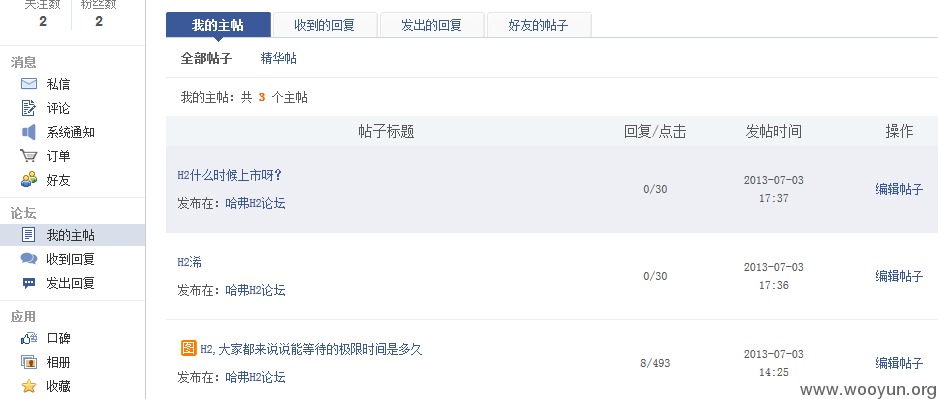 关注数 粉丝数
2 2
消息
私信
评论
系统通知
订单
好友
论坛
我的主帖
收到回复
发出回复
应用
口碑
相册
收藏
我的主帖 收到的回复 发出的回复 好友的帖子
全部帖子 精华帖
我的主帖：共 3 个主帖
帖子标题 回复/点击 发帖时间 操作
H2什么时候上市呀?
发布在：哈弗H2论坛
0/30
2013-07-03
17:37
编辑帖子
H2浠
发布在：哈弗H2论坛
0/30
2013-07-03
17:36
编辑帖子
图 H2,大家都来说说能等待的极限时间是多久
发布在：哈弗H2论坛
8/493
2013-07-03
14:25
编辑帖子
www.wooyun.org